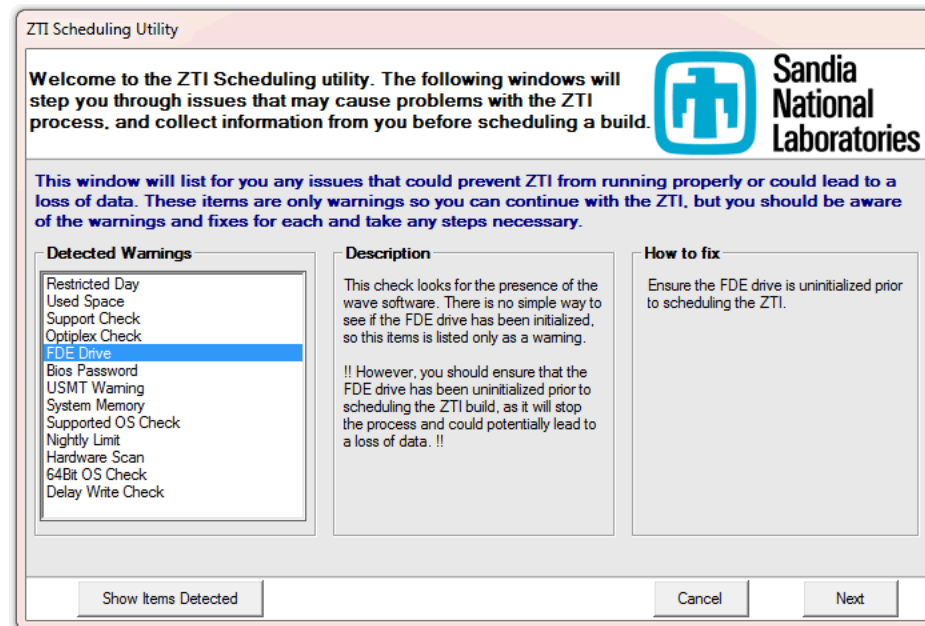 ZTI Scheduling Utility
Welcome to the ZTI Scheduling utility. The following windows will
step you through issues that may cause problems with the ZTI
process, and collect information from you before scheduling a build.
Sandia
National
Laboratories
This window will list for you any issues that could prevent ZTI from running properly or could lead to a
loss of data. These items are only warnings so you can continue with the ZTI, but you should be aware
of the warnings and fixes for each and take any steps necessary.
Detected Warnings
Restricted Day
Used Space
Support Check
Optiplex Check
FDE Drive
Bios Password
USMT Warning
System Memory
Supported OS Check
Nightly Limit
Hardware Scan
64Bit OS Check
Delay Write Check
Description
This check looks for the presence of the
wave software. There is no simple way to
see if the FDE drive has been initialized,
so this items is listed only as a warning.
!! However, you should ensure that the
FDE drive has been uninitialized prior to
scheduling the ZTI build, as it will stop
the process and could potentially lead to
a loss of data. !!
How to fix
Ensure the FDE drive is uninitialized prior
to scheduling the ZTI.
Show Items Detected
Cancel
Next